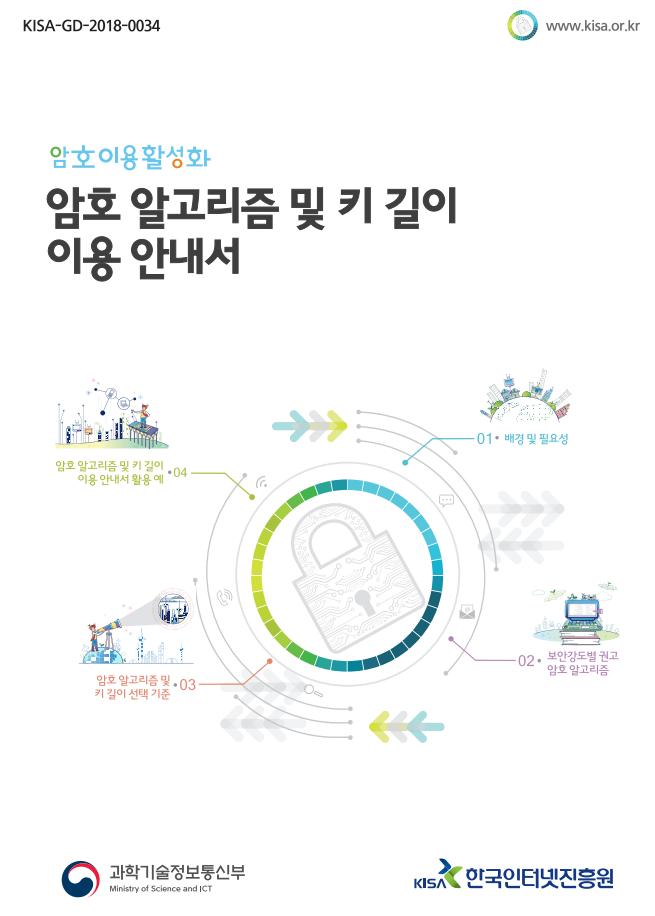 KISA-GD-2018-0034
www.kisa.or.kr
암호이용활성화
암호 알고리즘 및 키 길이
이용 안내서
01 배경 및 필요성
암호 알고리즘 및 키 길이
이용 안내서 활용 예 04
02 보안강도별 권고
암호 알고리즘
암호 알고리즘 및
키 길이 선택 기준 03
과학기술정보통신부
Ministry of Science and ICT
KISA 한국인터넷진흥원